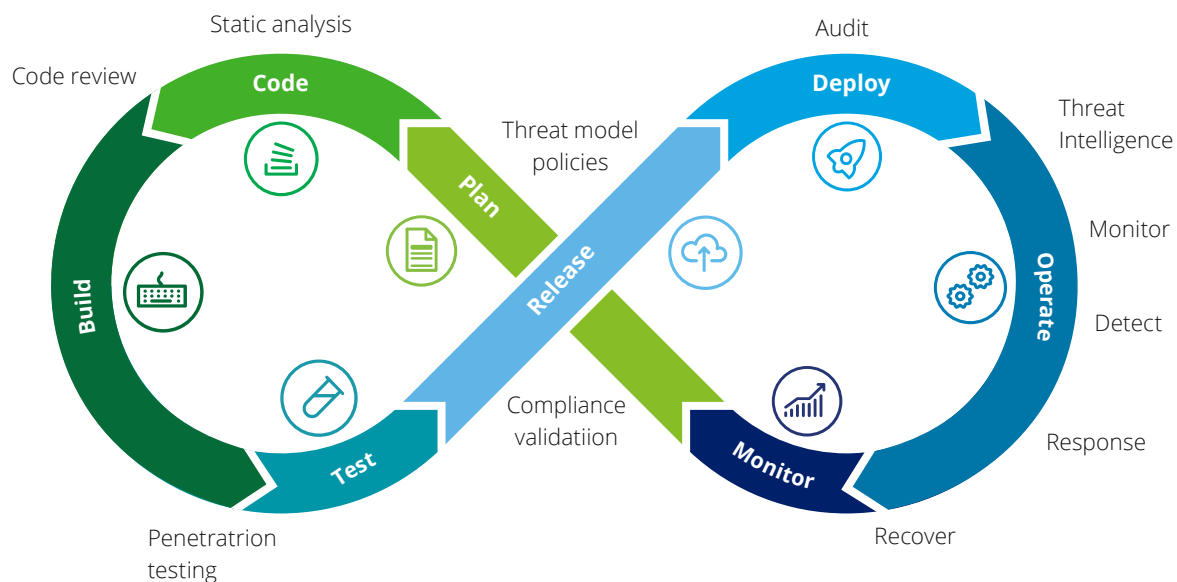 Static analysis
Audit
Code review
Code
Deploy
Threat
Intelligence
Threat model
policies
Plan
Monitor
Release
Operate
Build
Detect
Compliance
validatiion
Test
Monitor
Response
Penetratrion
testing
Recover